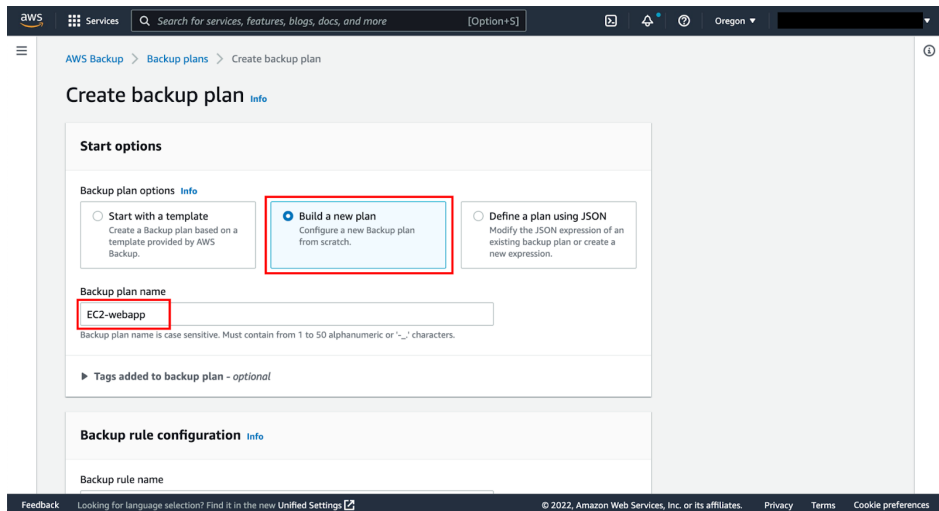 aws Services Search for services, features, blogs, docs, and more [Option+S] Oregon
AWS Backup > Backup plans > Create backup plan
Create backup plan Info
Start options
Backup plan options Info
Start with a template
Create a Backup plan based on a
template provided by AWS
Backup.
Build a new plan
Configure a new Backup plan
from scratch.
Define a plan using JSON
Modify the JSON expression of an
existing backup plan or create a
new expression.
Backup plan name
EC2-webapp
Backup plan name is case sensitive. Must contain from 1 to 50 alphanumeric or '-_.' characters.
Tags added to backup plan - optional
Backup rule configuration Info
Backup rule name
Feedback Looking for language selection? Find it in the new Unified Settings © 2022, Amazon Web Services, Inc. or its affiliates. Privacy Terms Cookie preferences